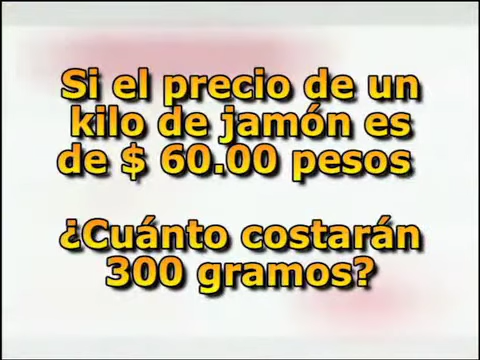 Si el precio de un
kilo de jamón es
de $ 60.00 pesos
¿Cuánto costarán
300 gramos?